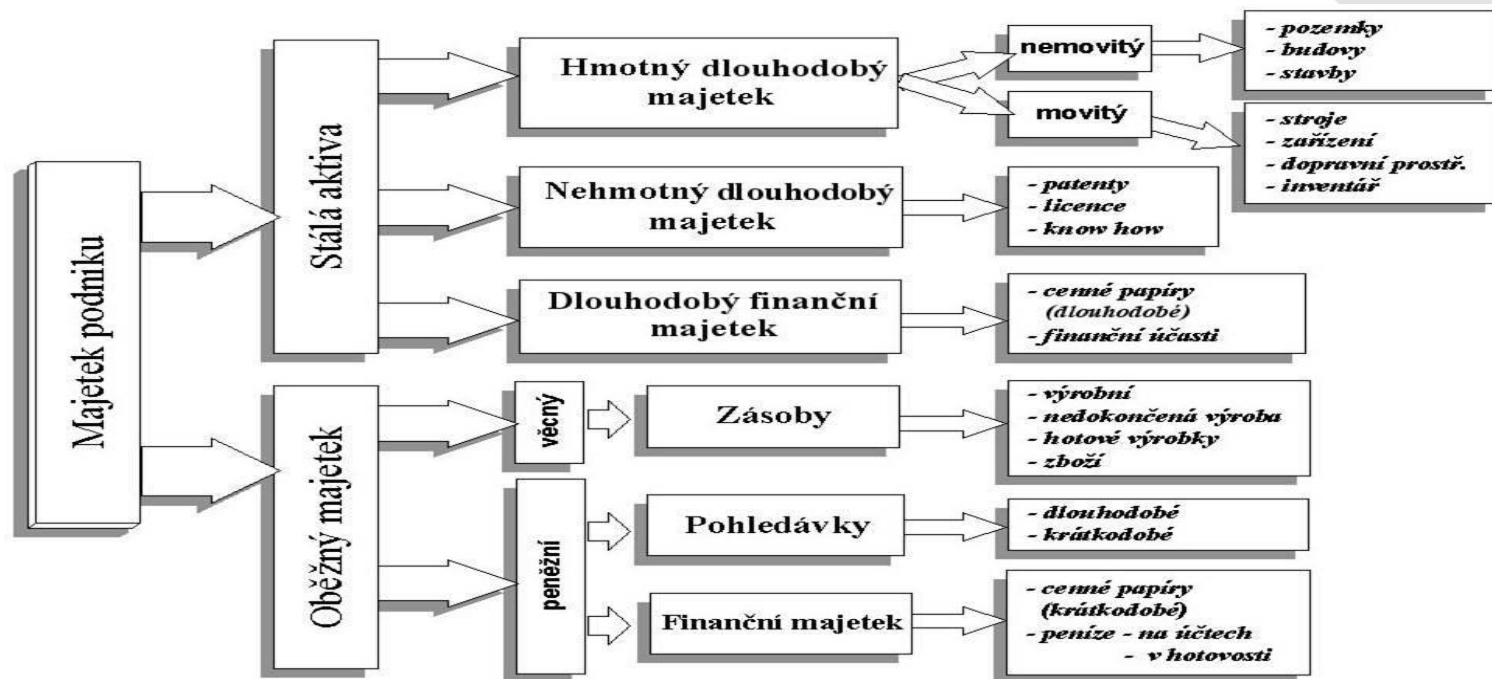 Majetek podniku
Stálá aktiva
Hmotný dlouhodobý
majetek
nemovitý
- pozemky
- budovy
- stavby
movitý
- stroje
- zařízení
- dopravní prostř.
- inventář
Nehmotný dlouhodobý
majetek
- patenty
- licence
- know how
Dlouhodobý finanční
majetek
- cenné papíry
(dlouhodobé)
- finanční účasti
Oběžný majetek
věcný
Zásoby
- výrobní
- nedokončená výroba
- hotové výrobky
- zboží
peněžní
Pohledávky
- dlouhodobé
- krátkodobé
Finanční majetek
- cenné papíry
(krátkodobé)
- peníze - na účtech
- v hotovosti